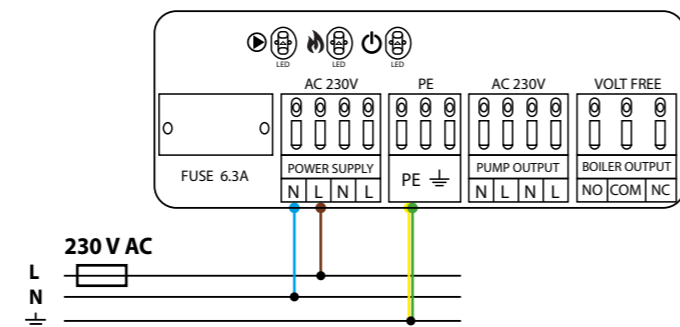 LED LED LED
AC 230V PE AC 230V VOLT FREE
FUSE 6.3A
POWER SUPPLY PE PUMP OUTPUT BOILER OUTPUT
N L N L N L N L NO COM NC
230 V AC
L
N